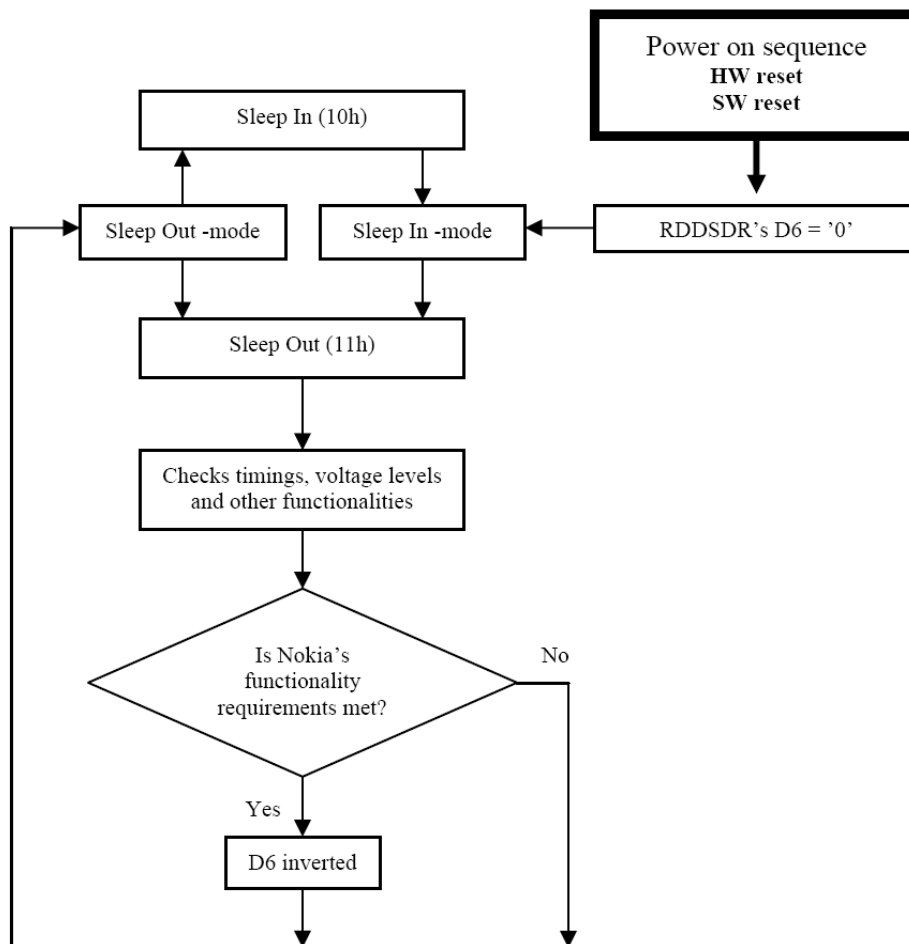 Power on sequence
HW reset
SW reset
Sleep In (10h)
Sleep Out -mode
Sleep In -mode
RDDSDR’s D6 = ’0’
Sleep Out (11h)
Checks timings, voltage levels
and other functionalities
Is Nokia’s
functionality
requirements met?
No
Yes
D6 inverted